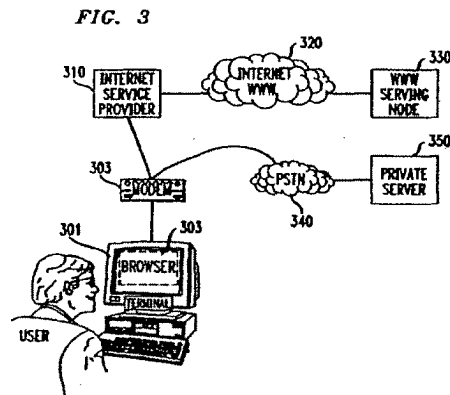 FIG. 3
320
330
310
INTERNET
SERVICE
PROVIDER
INTERNET
WWW
WWW
SERVING
NODE
350
303
MODEM
PSTN
PRIVATE
SERVER
340
301
303
BROWSER
TERMINAL
USER